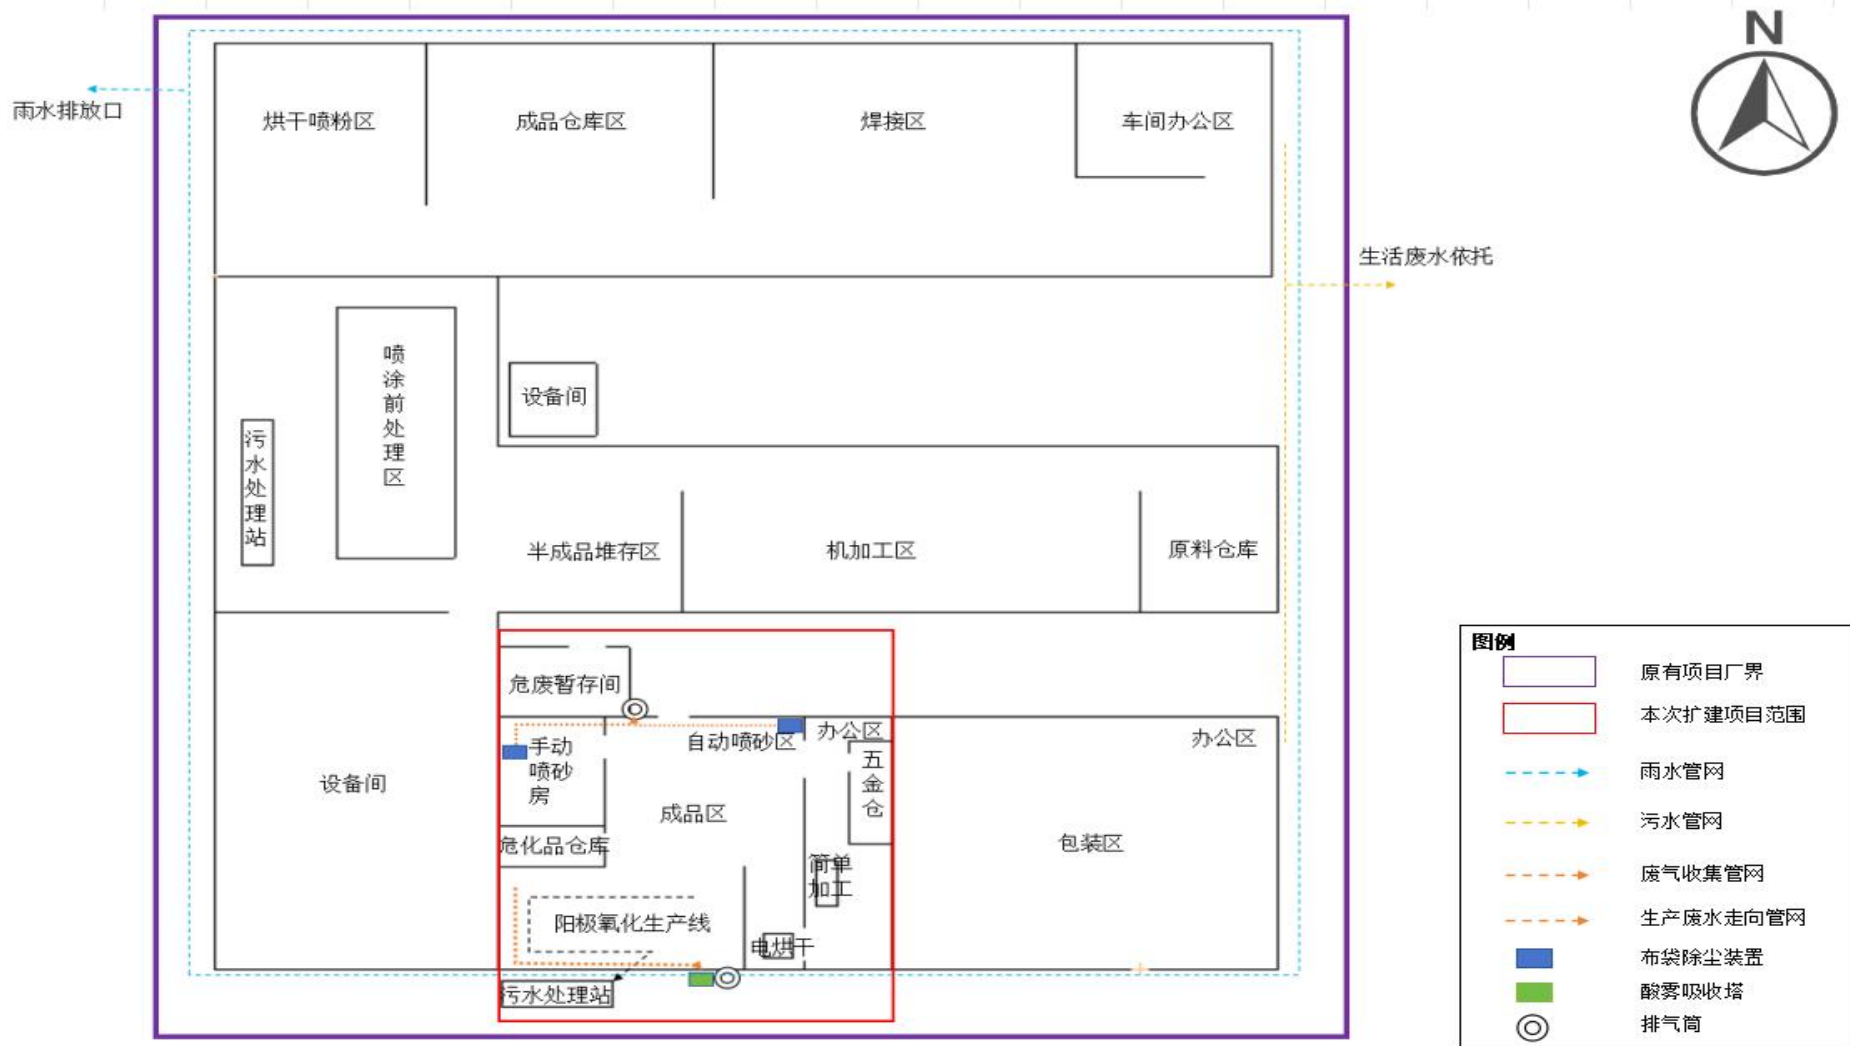 N
雨水排放口
烘干喷粉区
成品仓库区
焊接区
车间办公区
生活废水依托
喷涂前处理区
设备间
污水处理站
半成品堆存区
机加工区
原料仓库
危废暂存间
自动喷砂区
办公区
办公区
手动
喷砂
房
五金仓
设备间
成品区
危化品仓库
包装区
简单
加工
阳极氧化生产线
电烘干
污水处理站
图例
原有项目厂界
本次扩建项目范围
雨水管网
污水管网
废气收集管网
生产废水走向管网
布袋除尘装置
酸雾吸收塔
排气筒